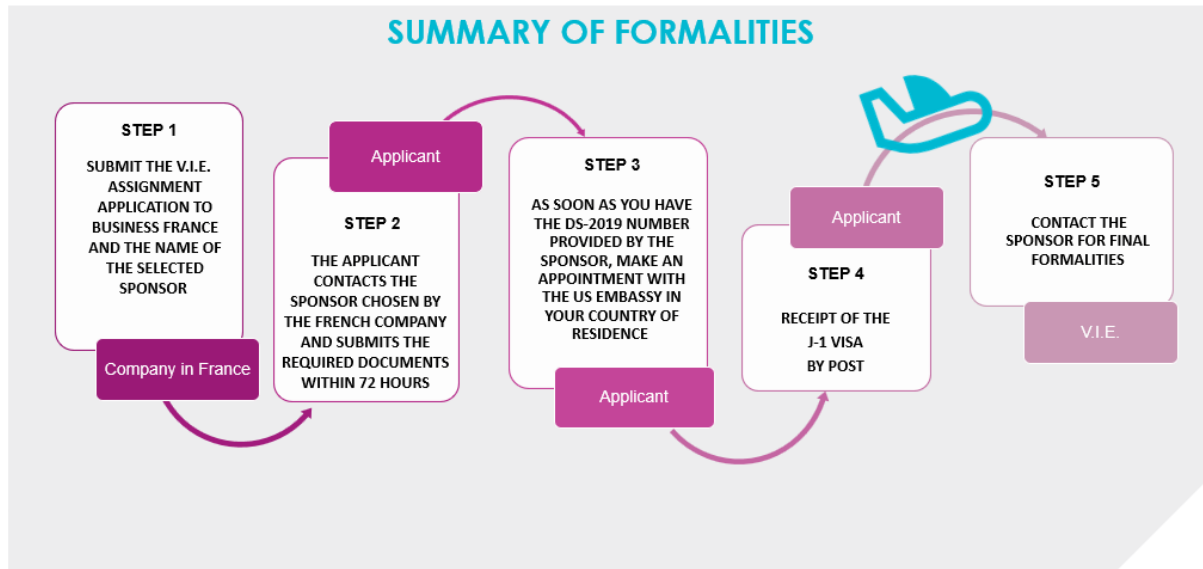 SUMMARY OF FORMALITIES
STEP 1
SUBMIT THE V.I.E.
ASSIGNMENT
APPLICATION TO
BUSINESS FRANCE
AND THE NAME OF
THE SELECTED
SPONSOR
Company in France
Applicant
STEP 2
THE APPLICANT
CONTACTS THE
SPONSOR CHOSEN BY
THE FRENCH COMPANY
AND SUBMITS THE
REQUIRED DOCUMENTS
WITHIN 72 HOURS
STEP 3
AS SOON AS YOU HAVE
THE DS-2019 NUMBER
PROVIDED BY THE
SPONSOR, MAKE AN
APPOINTMENT WITH
THE US EMBASSY IN
YOUR COUNTRY OF
RESIDENCE
Applicant
Applicant
STEP 4
RECEIPT OF THE
J-1 VISA
BY POST
STEP 5
CONTACT THE
SPONSOR FOR FINAL
FORMALITIES
V.I.E.